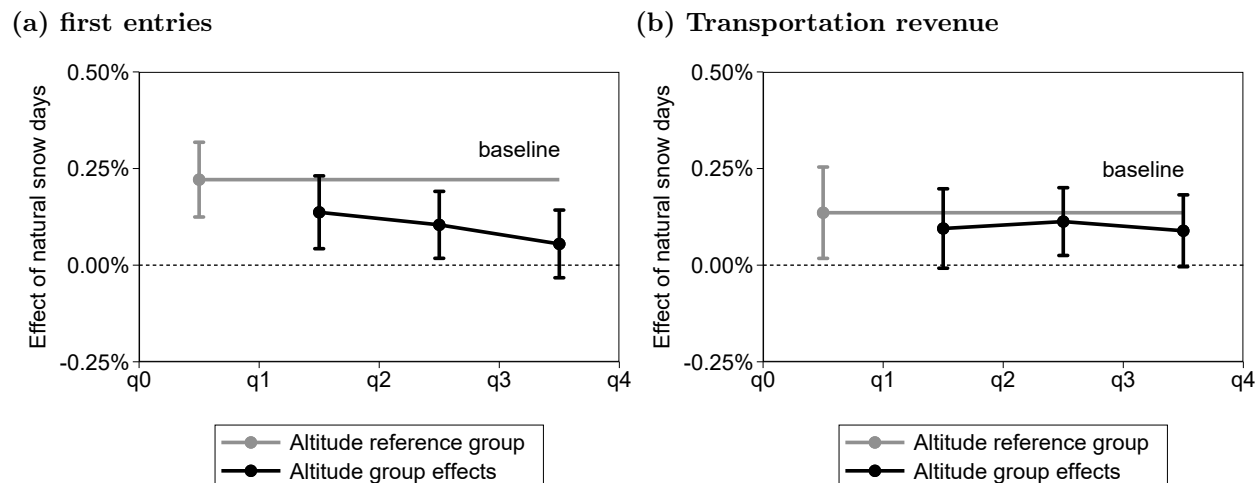 (a) first entries
Effect of natural snow days
0.50%
0.25%
0.00%
-0.25%
baseline
q0 q1 q2 q3 q4
Altitude reference group
Altitude group effects
(b) Transportation revenue
Effect of natural snow days
0.50%
0.25%
0.00%
-0.25%
baseline
q0 q1 q2 q3 q4
Altitude reference group
Altitude group effects